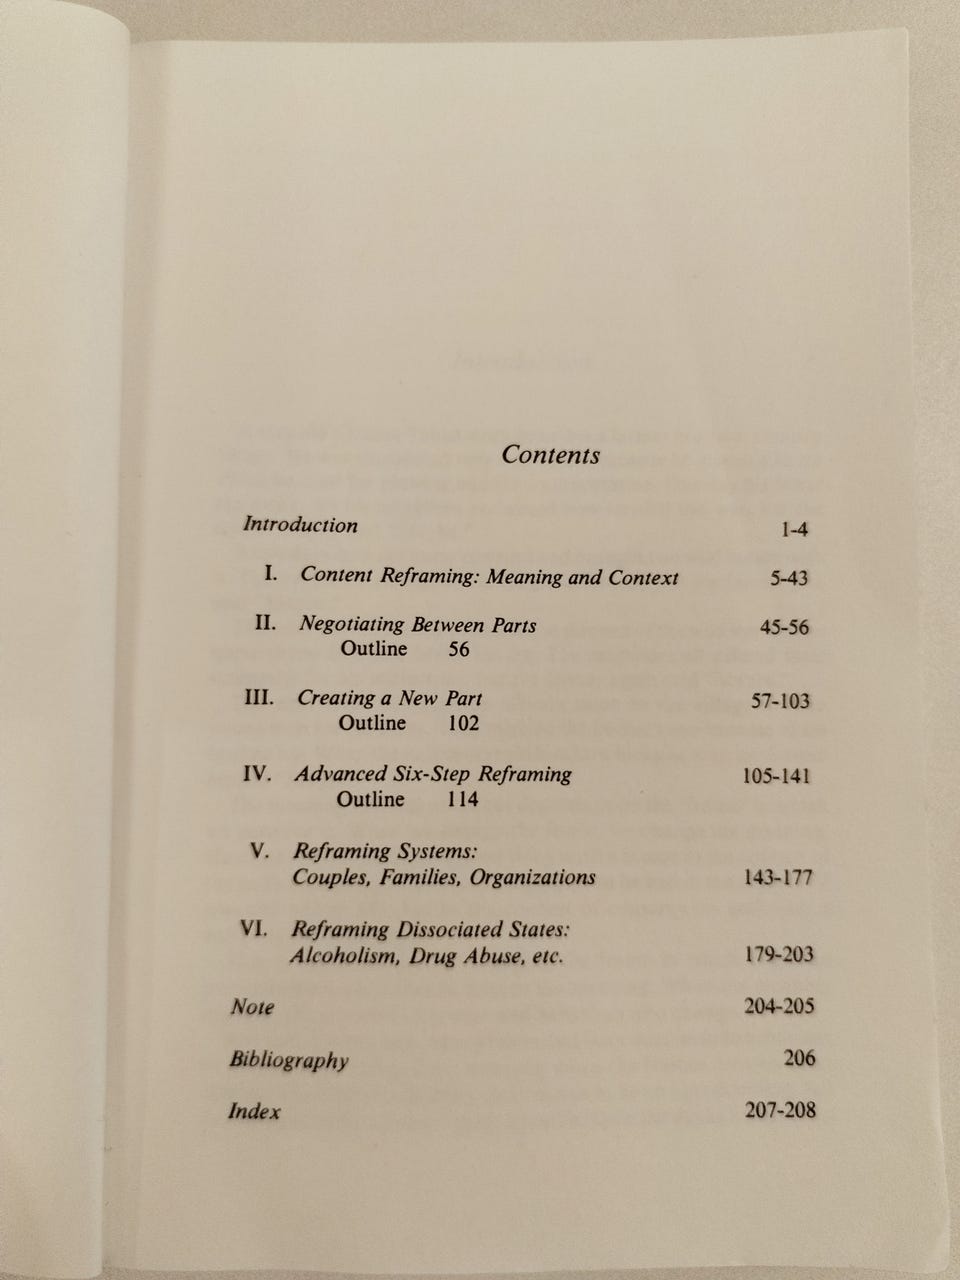 Contents
Introduction 1-4
I. Content Reframing: Meaning and Context 5-43
II. Negotiating Between Parts 45-56
Outline 56
III. Creating a New Part 57-103
Outline 102
IV. Advanced Six-Step Reframing 105-141
Outline 114
V. Reframing Systems:
Couples, Families, Organizations 143-177
VI. Reframing Dissociated States:
Alcoholism, Drug Abuse, etc. 179-203
Note 204-205
Bibliography 206
Index 207-208